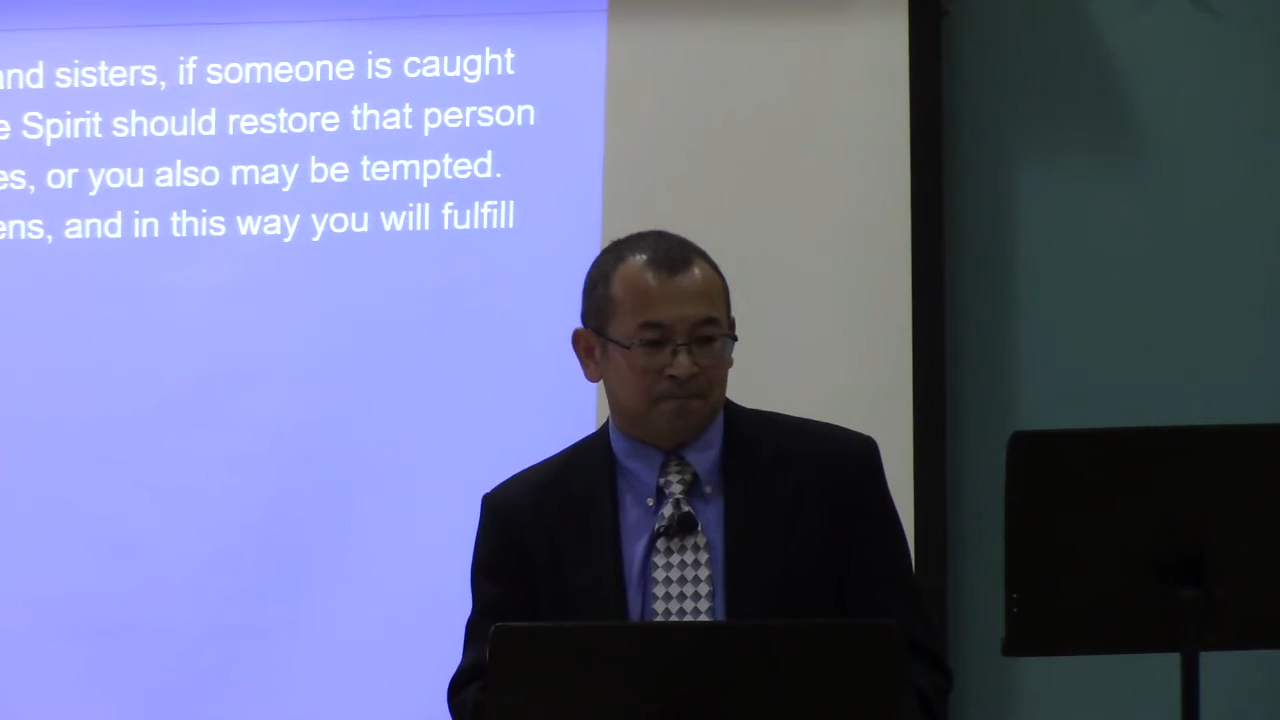 and sisters, if someone is caught
e Spirit should restore that person
es, or you also may be tempted.
ens, and in this way you will fulfill